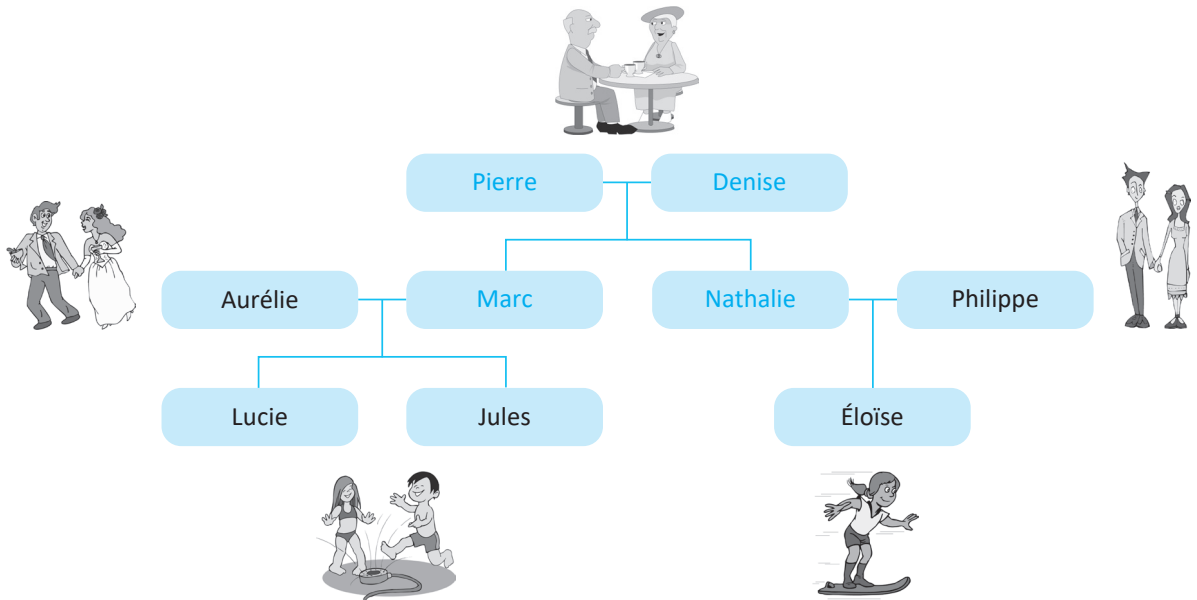 Pierre
Denise
Aurélie
Marc
Nathalie
Philippe
Lucie
Jules
Éloïse